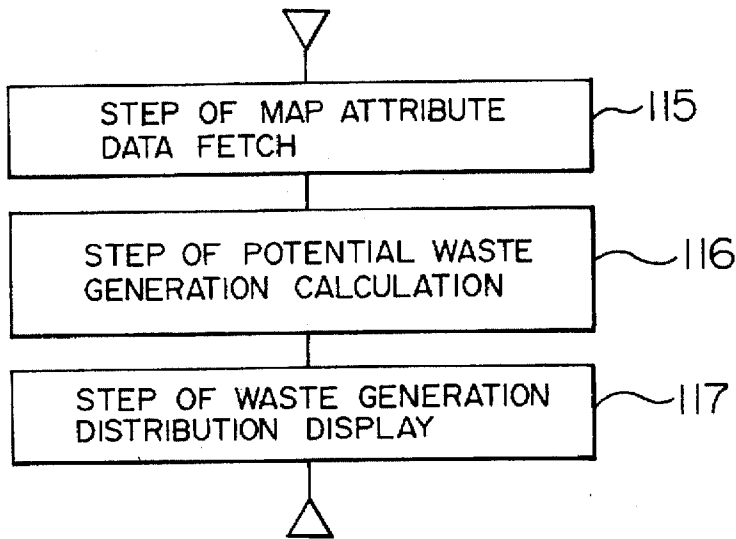 STEP OF MAP ATTRIBUTE
DATA FETCH
115
STEP OF POTENTIAL WASTE
GENERATION CALCULATION
116
STEP OF WASTE GENERATION
DISTRIBUTION DISPLAY
117